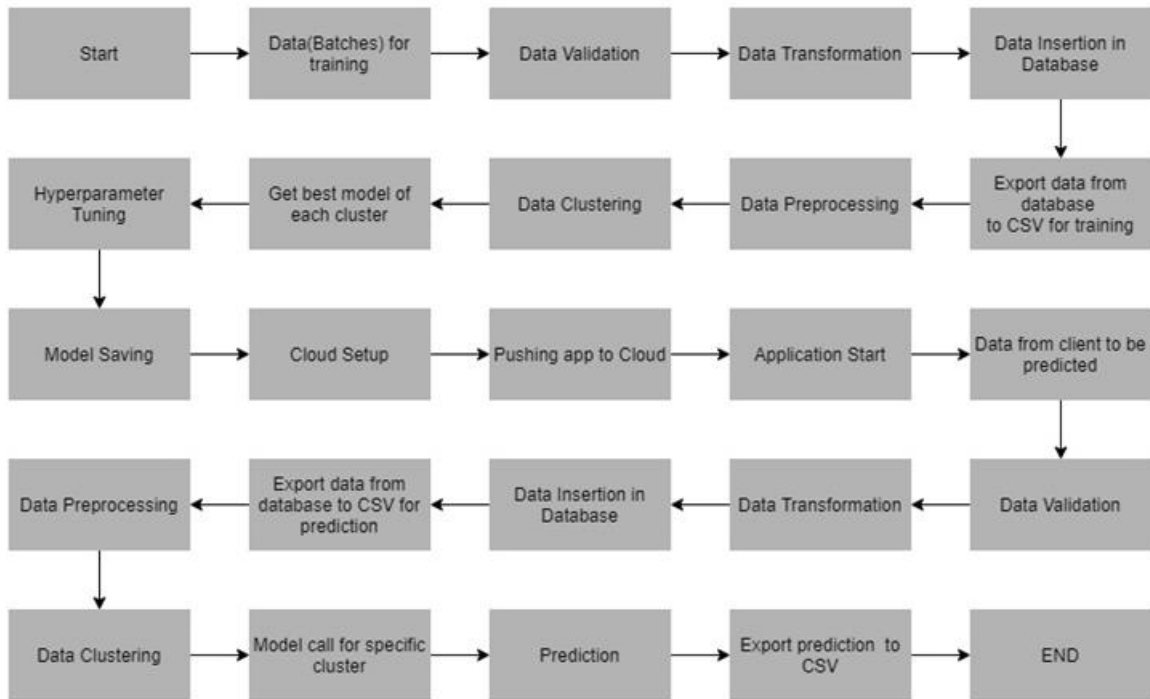 Start
Data(Batches) for
training
Data Validation
Data Transformation
Data Insertion in
Database
Export data from
database
to CSV for training
Data Preprocessing
Data Clustering
Get best model of
each cluster
Hyperparameter
Tuning
Model Saving
Cloud Setup
Pushing app to Cloud
Application Start
Data from client to be
predicted
Data Validation
Data Transformation
Data Insertion in
Database
Export data from
database to CSV for
prediction
Data Preprocessing
Data Clustering
Model call for specific
cluster
Prediction
Export prediction to
CSV
END